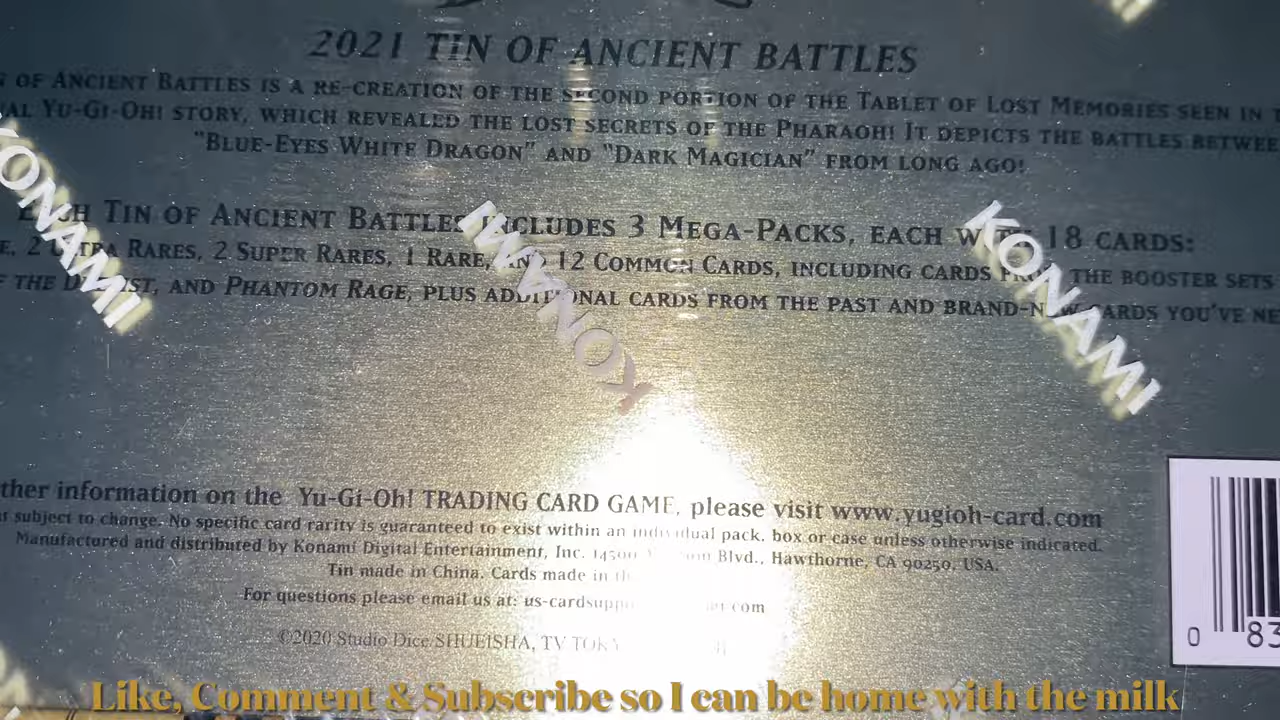 2021 TIN OF ANCIENT BATTLES
OF ANCIENT BATTLES IS A RE-CREATION OF THE SECOND PORTION OF THE TABLET OF LOST MEMORIES SEEN IN
YU-GI-OH! STORY, WHICH REVEALED THE LOST SECRETS OF THE PHARAOH! IT DEPICTS THE BATTLES BETWEE
"BLUE-EYES WHITE DRAGON" AND "DARK MAGICIAN" FROM LONG AGO!
EACH TIN OF ANCIENT BATTLES INCLUDES 3 MEGA-PACKS, EACH WITH 18 CARDS:
2 ULTRA RARES, 2 SUPER RARES, 1 RARE, AND 12 COMMON CARDS, INCLUDING CARDS FROM THE BOOSTER SETS
THE AND PHANTOM RAGE, PLUS ADDITIONAL CARDS FROM THE PAST AND BRAND-NEW CARDS YOU'VE NE
KONAMI
KONAMI
KONAMI
ther information on the Yu-Gi-Oh! TRADING CARD GAME, please visit www.yugioh-card.com
subject to change. No specific card rarity is guaranteed to exist within an individual pack, box or case unless otherwise indicated.
Manufactured and distributed by Konami Digital Entertainment, Inc. Blvd., Hawthorne, CA 90250, USA.
Tin made in China. Cards made in
For questions please email us at: us-cardsupp com
©2020 Studio Dice/SHUEISHA, TV TOK
0 83
Like, Comment & Subscribe so I can be home with the milk